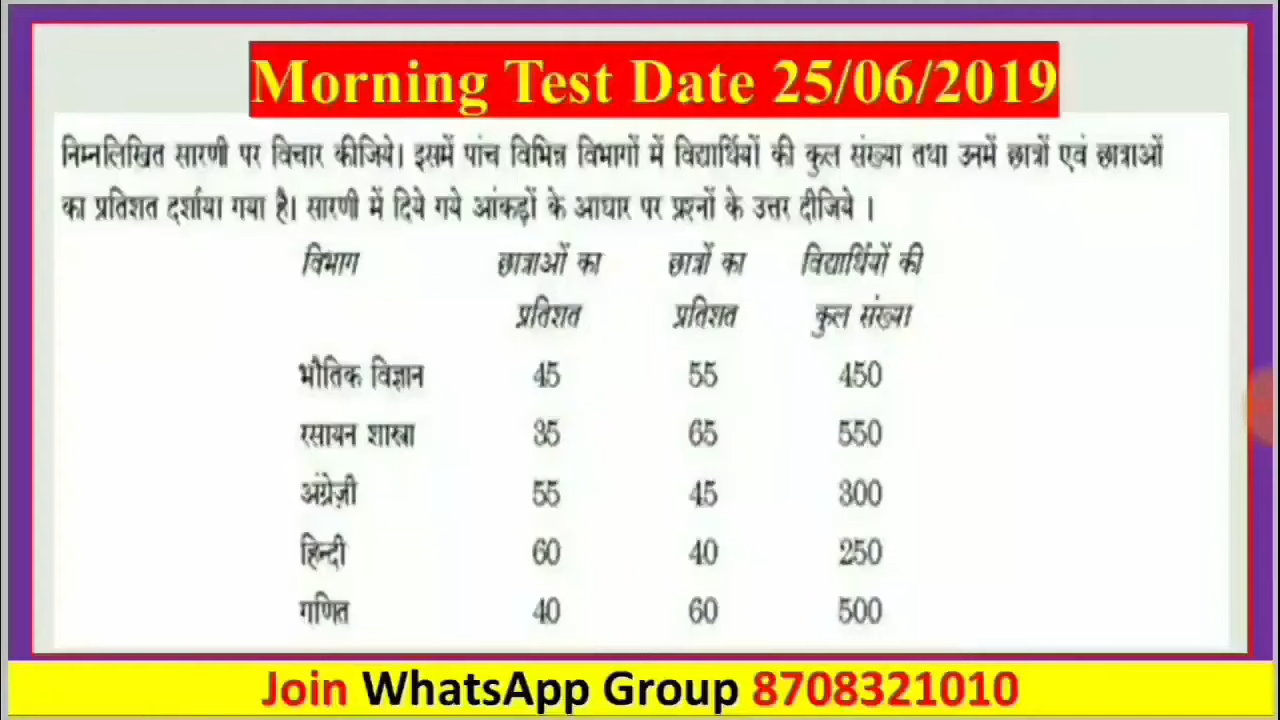 Morning Test Date 25/06/2019
निम्नलिखित सारणी पर विचार कीजिये। इसमें पांच विभिन्न विभागों में विद्यार्थियों की कुल संख्या तथा उनमें छात्रों एवं छात्राओं
का प्रतिशत दर्शाया गया है। सारणी में दिये गये आंकड़ों के आधार पर प्रश्नों के उत्तर दीजिये ।
विभाग छात्राओं का छात्रों का विद्यार्थियों की
प्रतिशत प्रतिशत कुल संख्या
भौतिक विज्ञान 45 55 450
रसायन शास्त्रा 35 65 550
अंग्रेज़ी 55 45 300
हिन्दी 60 40 250
गणित 40 60 500
Join WhatsApp Group 8708321010